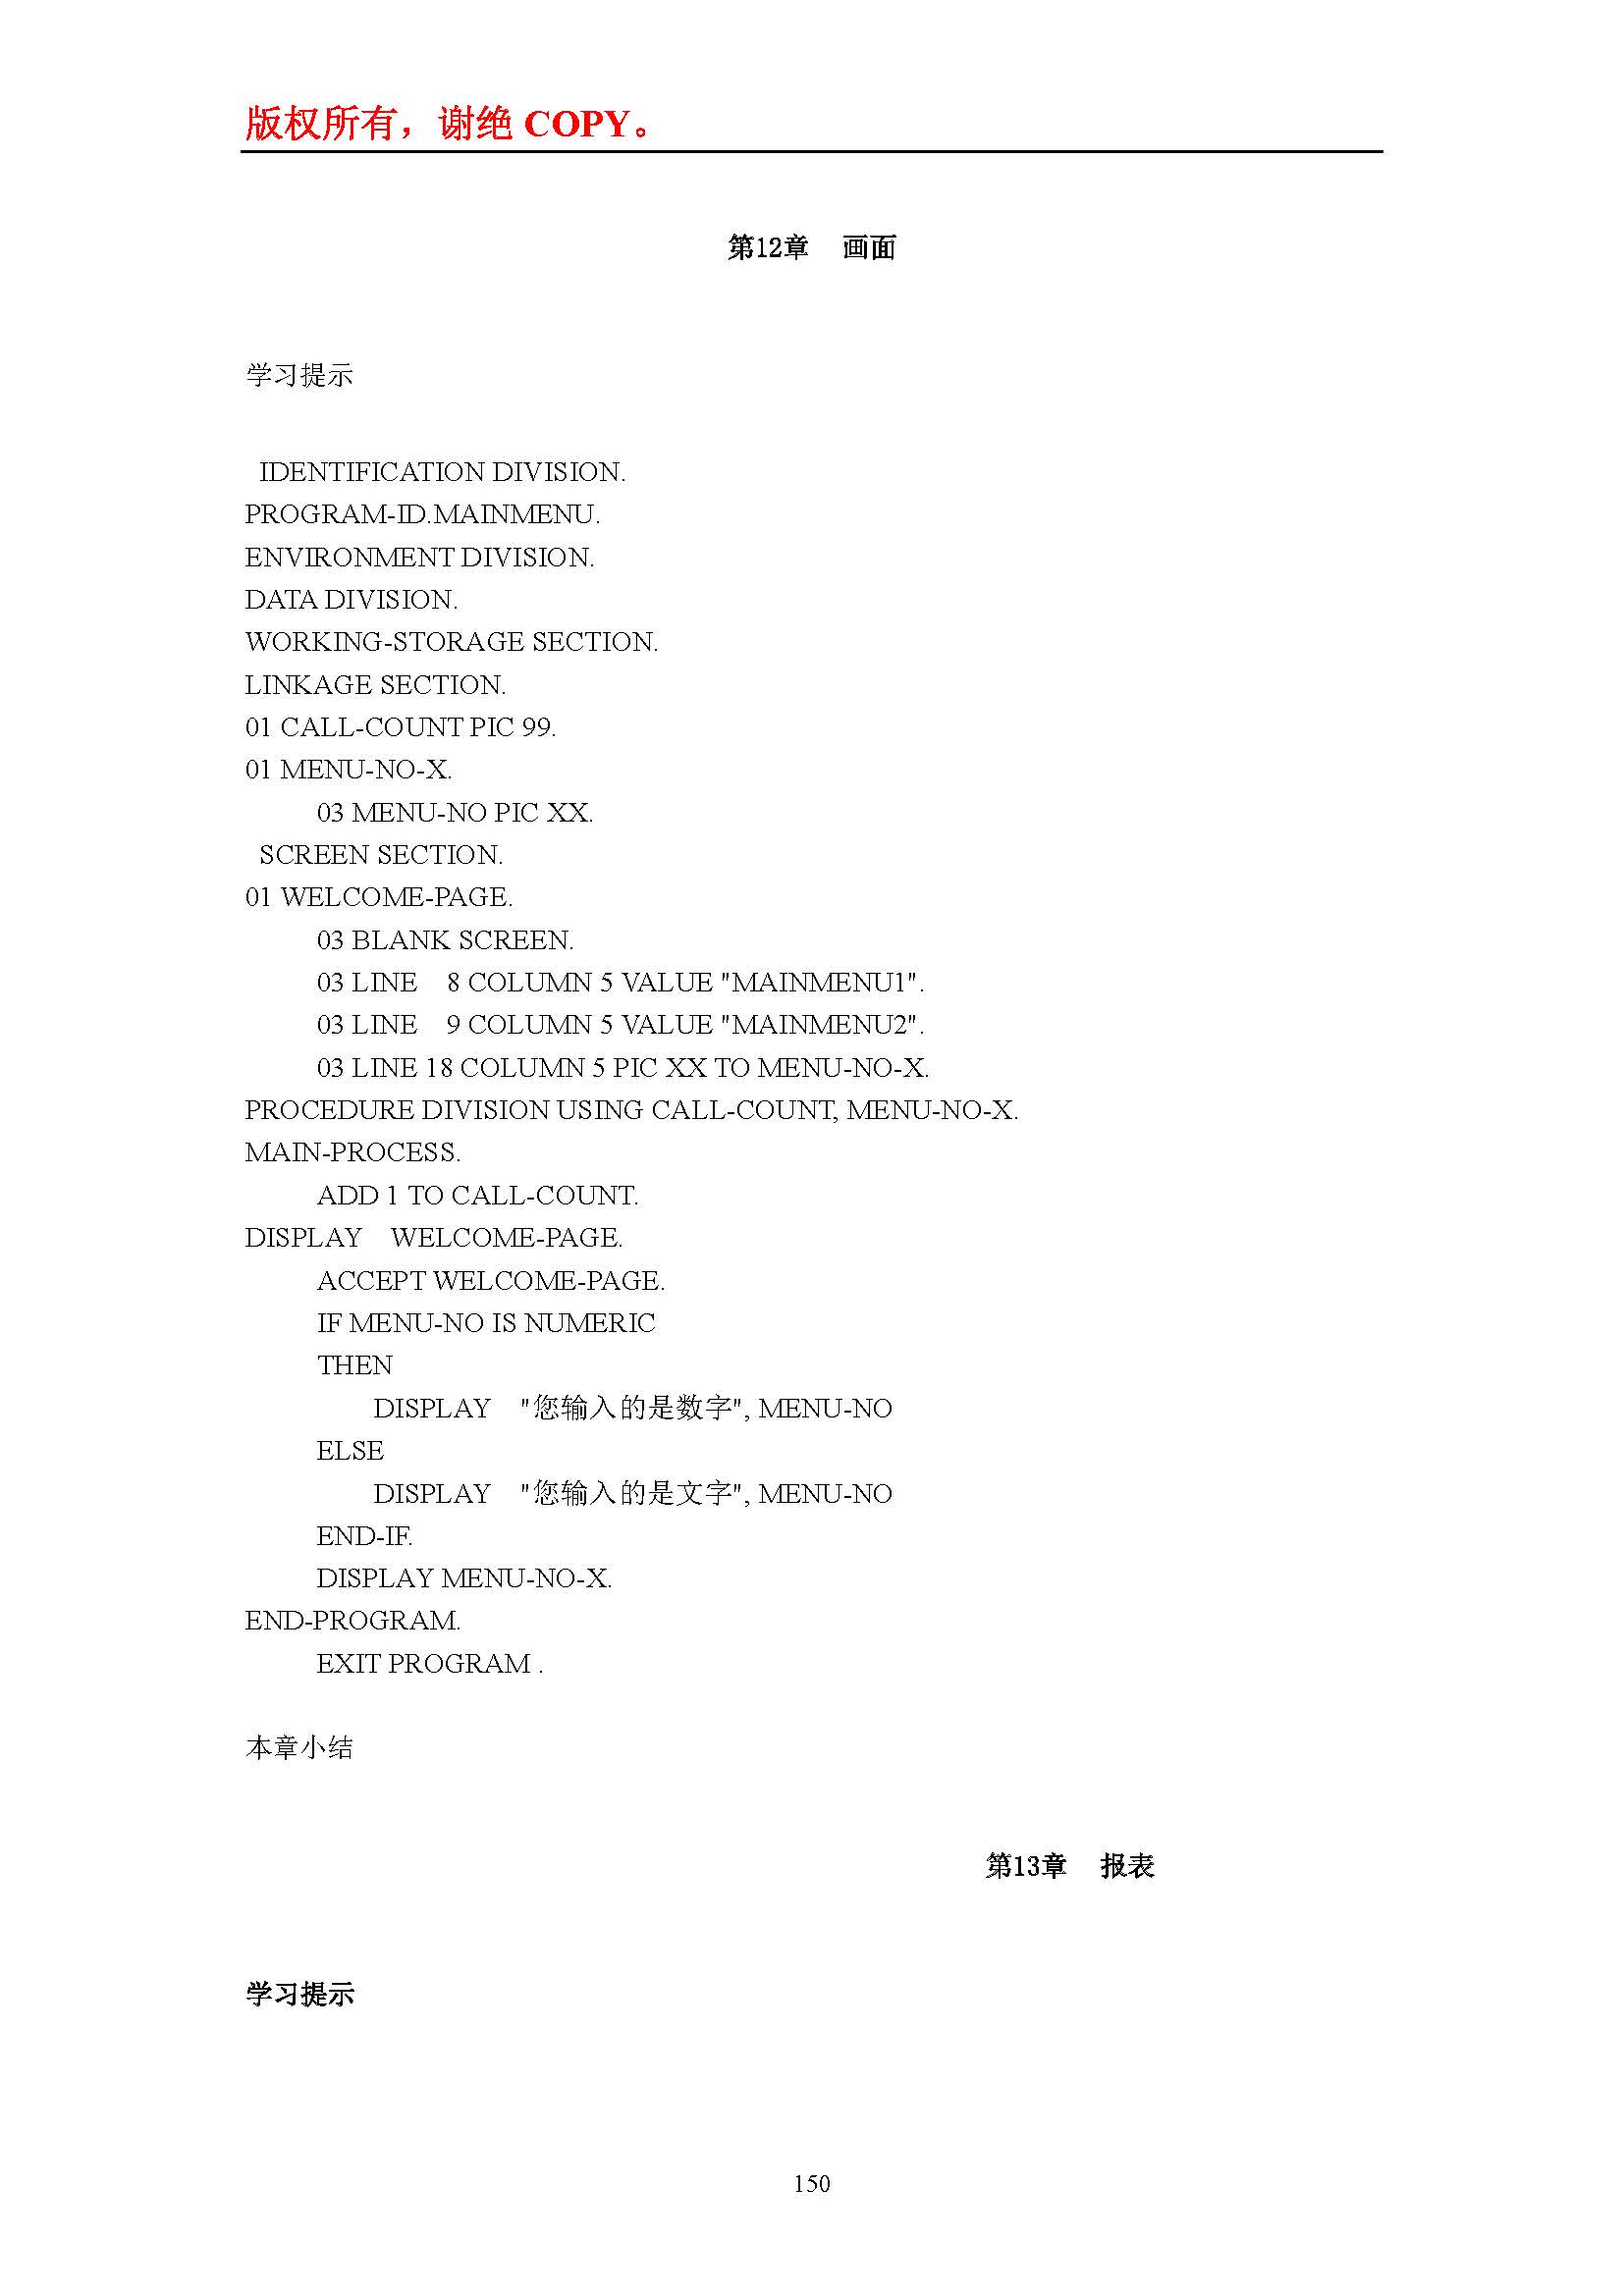 版权所有，谢绝 COPY。
第12章 画面
学习提示
IDENTIFICATION DIVISION.
PROGRAM-ID.MAINMENU.
ENVIRONMENT DIVISION.
DATA DIVISION.
WORKING-STORAGE SECTION.
LINKAGE SECTION.
01 CALL-COUNT PIC 99.
01 MENU-NO-X.
03 MENU-NO PIC XX.
SCREEN SECTION.
01 WELCOME-PAGE.
03 BLANK SCREEN.
03 LINE 8 COLUMN 5 VALUE "MAINMENU1".
03 LINE 9 COLUMN 5 VALUE "MAINMENU2".
03 LINE 18 COLUMN 5 PIC XX TO MENU-NO-X.
PROCEDURE DIVISION USING CALL-COUNT, MENU-NO-X.
MAIN-PROCESS.
ADD 1 TO CALL-COUNT.
DISPLAY WELCOME-PAGE.
ACCEPT WELCOME-PAGE.
IF MENU-NO IS NUMERIC
THEN
DISPLAY "您输入的是数字", MENU-NO
ELSE
DISPLAY "您输入的是文字", MENU-NO
END-IF.
DISPLAY MENU-NO-X.
END-PROGRAM.
EXIT PROGRAM .
本章小结
第13章 报表
学习提示
150